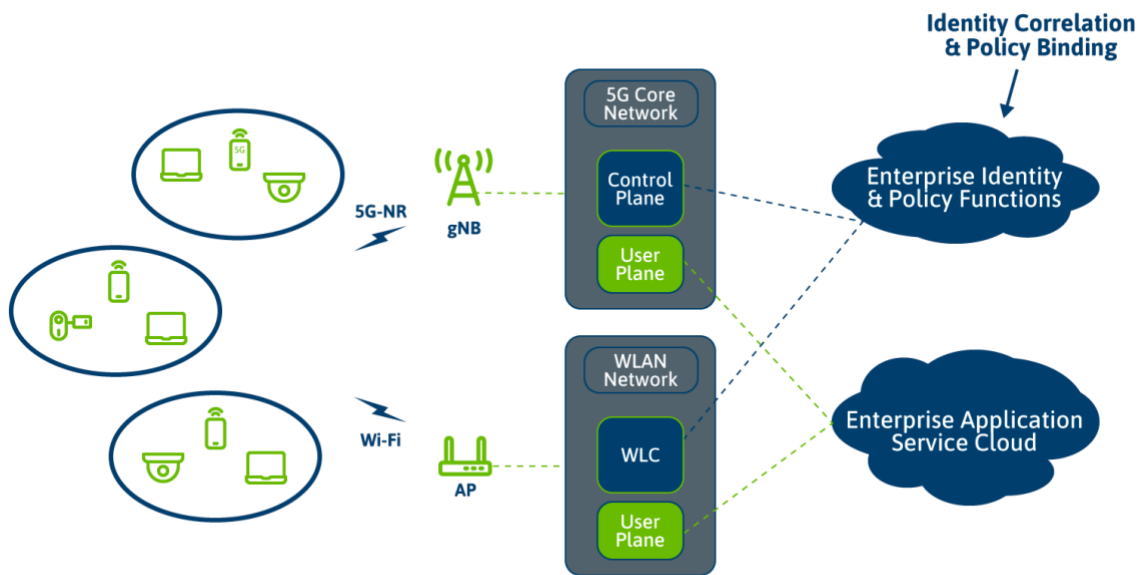 Identity Correlation
& Policy Binding
5G Core
Network
5G
Control
Plane
Enterprise Identity
& Policy Functions
5G-NR
gNB
User
Plane
WLAN
Network
Enterprise Application
Service Cloud
Wi-Fi
WLC
AP
User
Plane